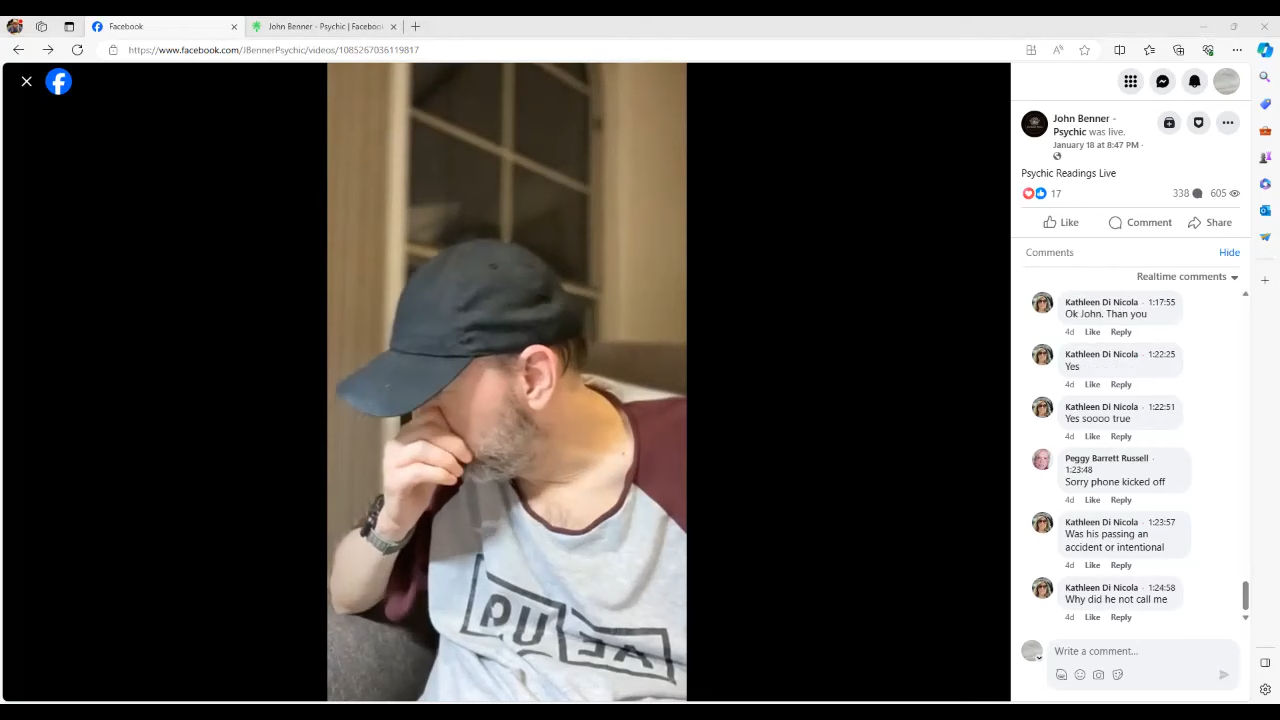 Facebook
John Benner - Psychic | Faceboo
https://www.facebook.com/JBennerPsychic/videos/1085267036119817
John Benner -
Psychic was live.
January 18 at 8:47 PM ·
Psychic Readings Live
17
338
605
Like
Comment
Share
Comments
Hide
Realtime comments
Kathleen Di Nicola · 1:17:55
Ok John. Than you
4d Like Reply
Kathleen Di Nicola · 1:22:25
Yes
4d Like Reply
Kathleen Di Nicola · 1:22:51
Yes soooo true
4d Like Reply
Peggy Barrett Russell ·
1:23:48
Sorry phone kicked off
4d Like Reply
Kathleen Di Nicola · 1:23:57
Was his passing an
accident or intentional
4d Like Reply
Kathleen Di Nicola · 1:24:58
Why did he not call me
4d Like Reply
Write a comment...